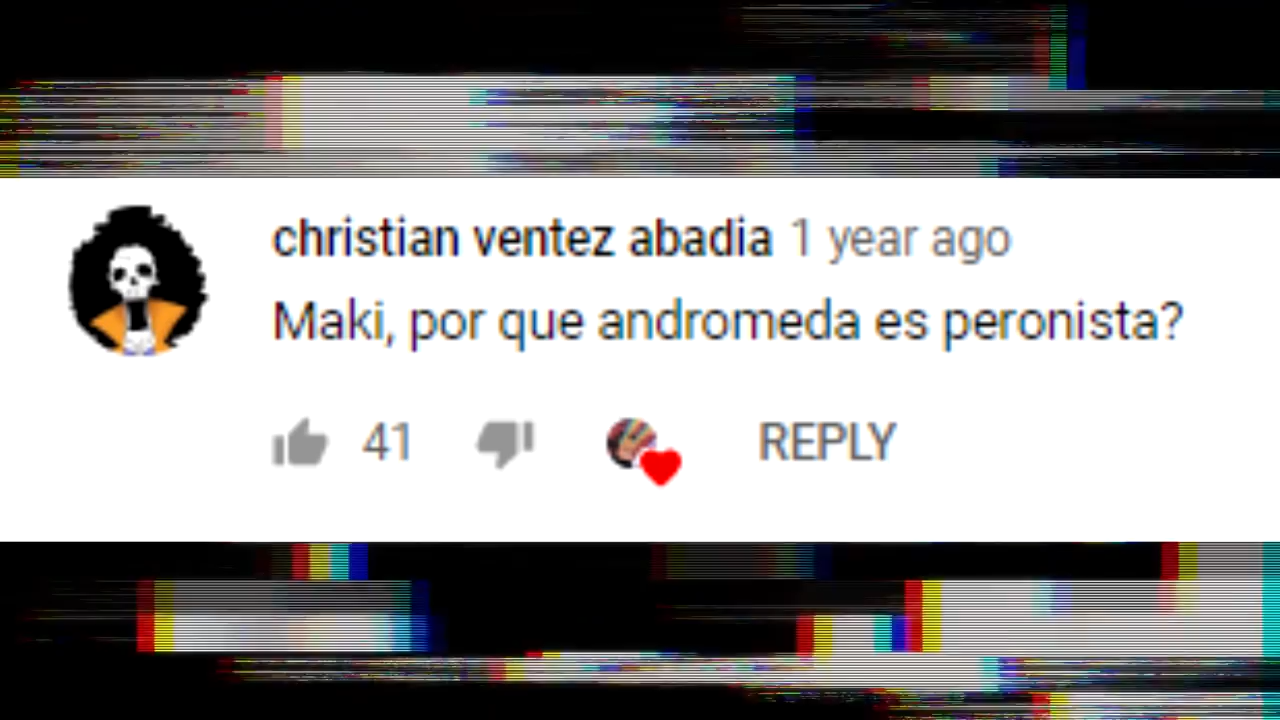 christian ventez abadia 1 year ago
Maki, por que andromeda es peronista?
41 REPLY